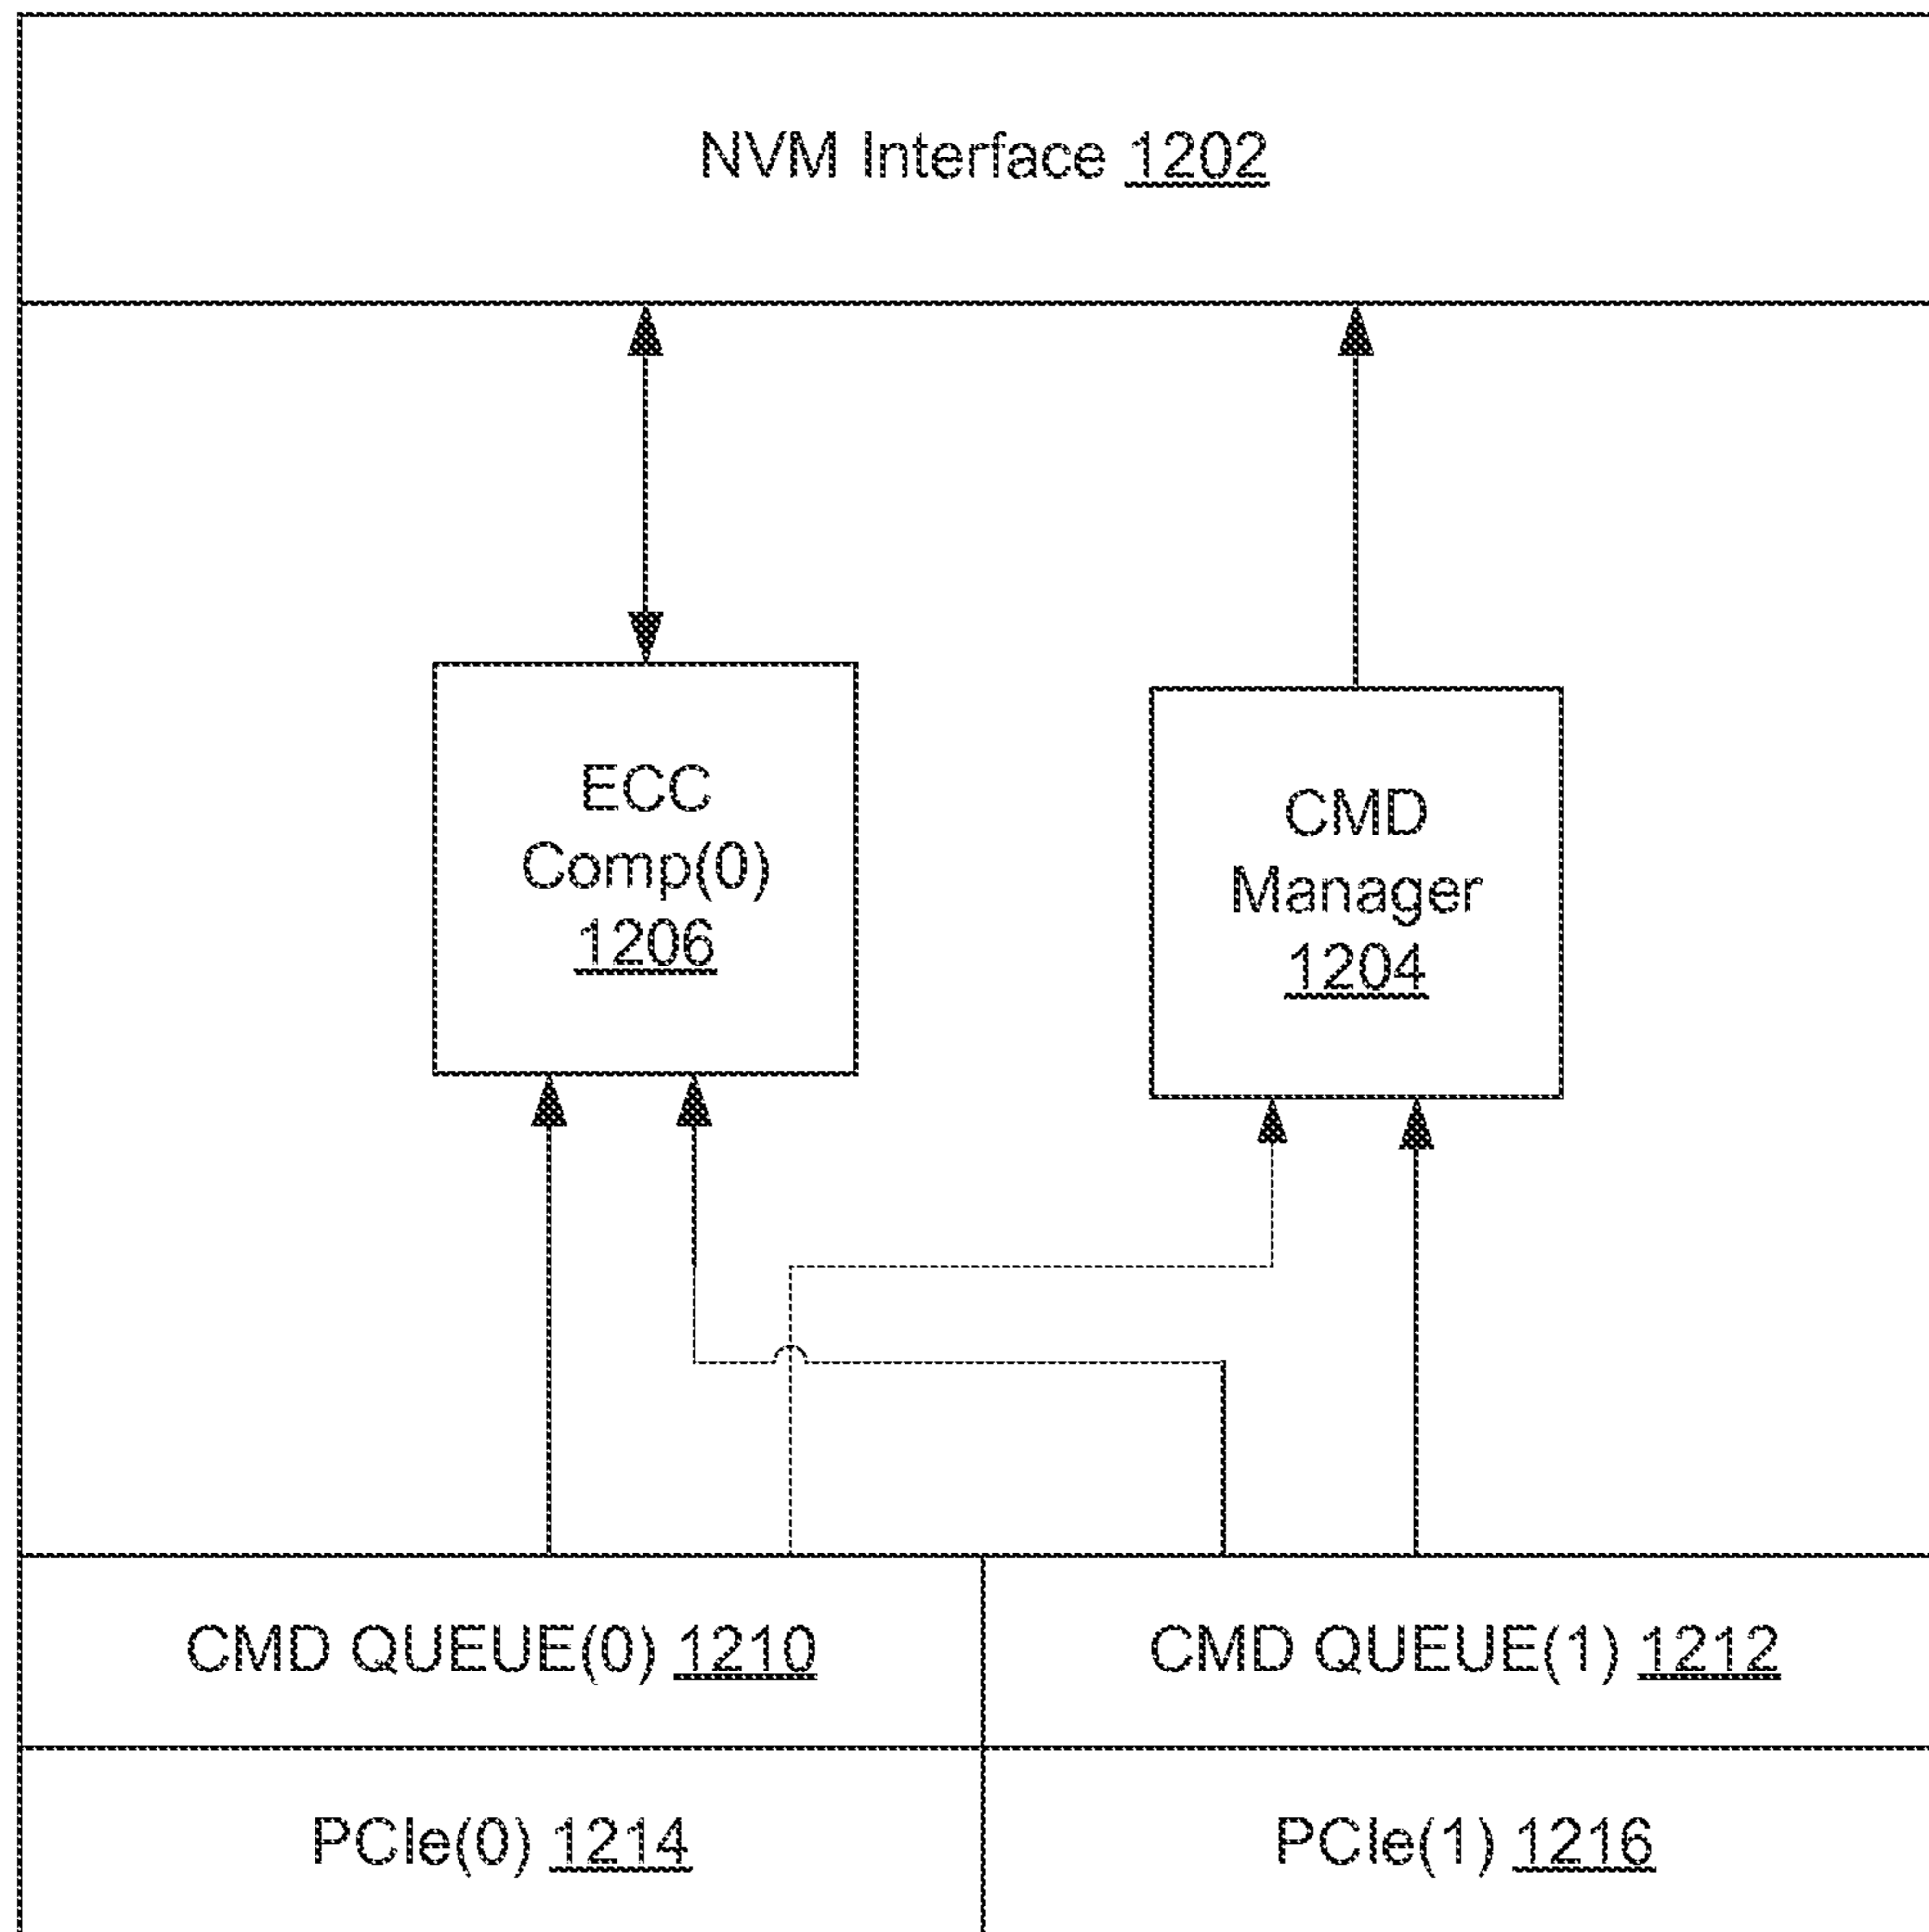 NVM Interface 1202
ECC
Comp(0)
1206
CMD
Manager
1204
CMD QUEUE(0) 1210
CMD QUEUE(1) 1212
PCIe(0) 1214
PCIe(1) 1216